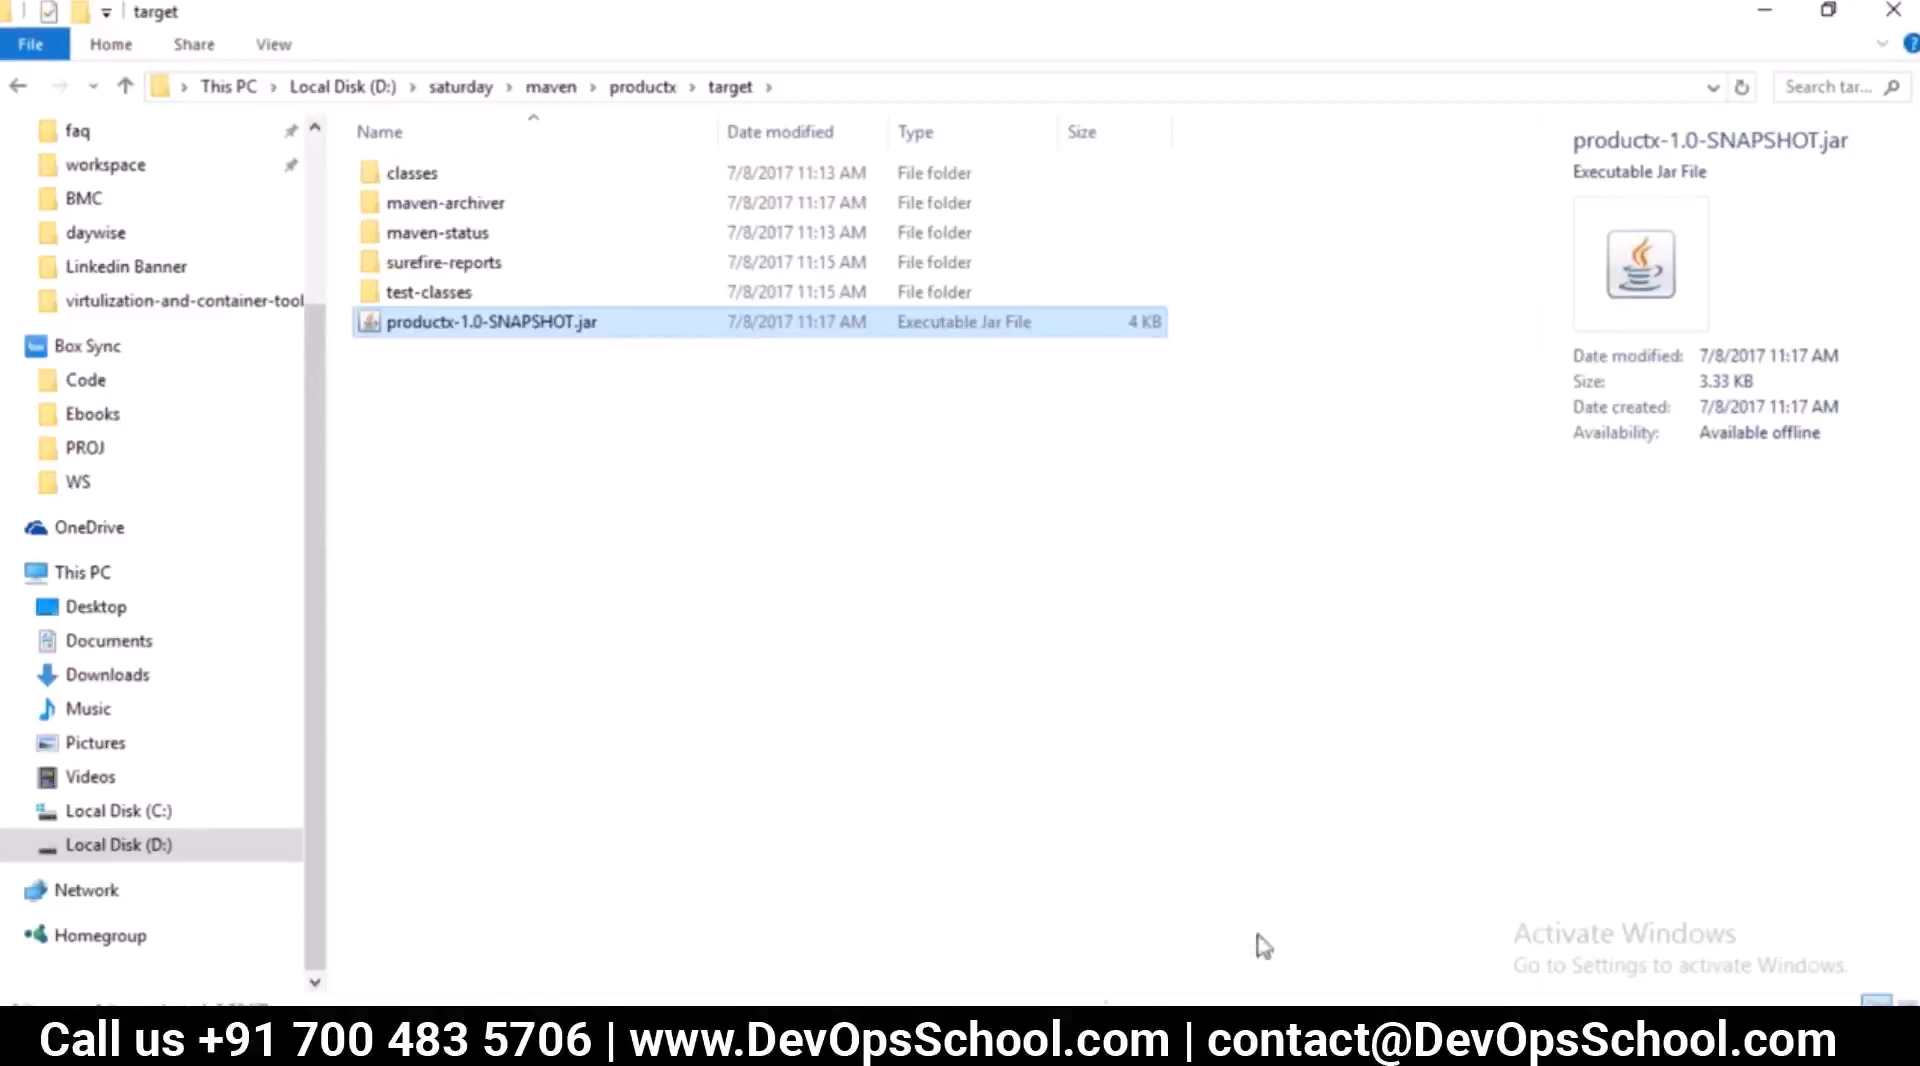 target
File Home Share View
This PC Local Disk (D:) saturday maven productx target
Search tar...
faq
workspace
BMC
daywise
Linkedin Banner
virtulization-and-container-tool
Box Sync
Code
Ebooks
PROJ
WS
OneDrive
This PC
Desktop
Documents
Downloads
Music
Pictures
Videos
Local Disk (C:)
Local Disk (D:)
Network
Homegroup
Name Date modified Type Size
classes 7/8/2017 11:13 AM File folder
maven-archiver 7/8/2017 11:17 AM File folder
maven-status 7/8/2017 11:13 AM File folder
surefire-reports 7/8/2017 11:15 AM File folder
test-classes 7/8/2017 11:15 AM File folder
productx-1.0-SNAPSHOT.jar 7/8/2017 11:17 AM Executable Jar File 4 KB
productx-1.0-SNAPSHOT.jar
Executable Jar File
Date modified: 7/8/2017 11:17 AM
Size: 3.33 KB
Date created: 7/8/2017 11:17 AM
Availability: Available offline
Activate Windows
Go to Settings to activate Windows.
Call us +91 700 483 5706 | www.DevOpsSchool.com | contact@DevOpsSchool.com